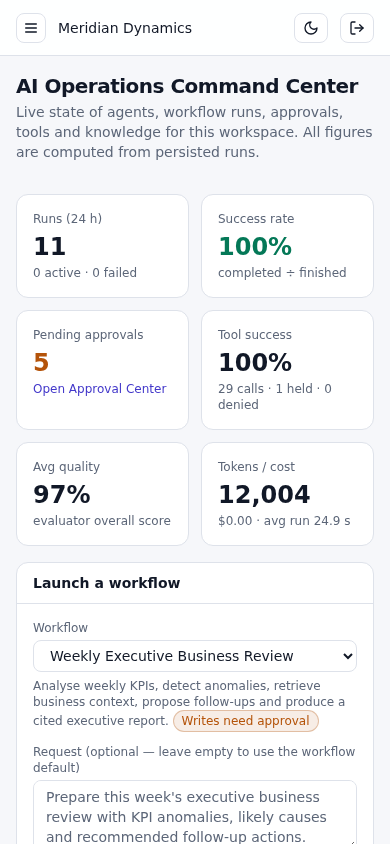 Meridian Dynamics
AI Operations Command Center
Live state of agents, workflow runs, approvals,
tools and knowledge for this workspace. All figures
are computed from persisted runs.
Runs (24 h)
11
0 active · 0 failed
Success rate
100%
completed ÷ finished
Pending approvals
5
Open Approval Center
Tool success
100%
29 calls · 1 held · 0
denied
Avg quality
97%
evaluator overall score
Tokens / cost
12,004
$0.00 · avg run 24.9 s
Launch a workflow
Workflow
Weekly Executive Business Review
Analyse weekly KPIs, detect anomalies, retrieve
business context, propose follow-ups and produce a
cited executive report. Writes need approval
Request (optional — leave empty to use the workflow
default)
Prepare this week's executive business
review with KPI anomalies, likely causes
and recommended follow-up actions.